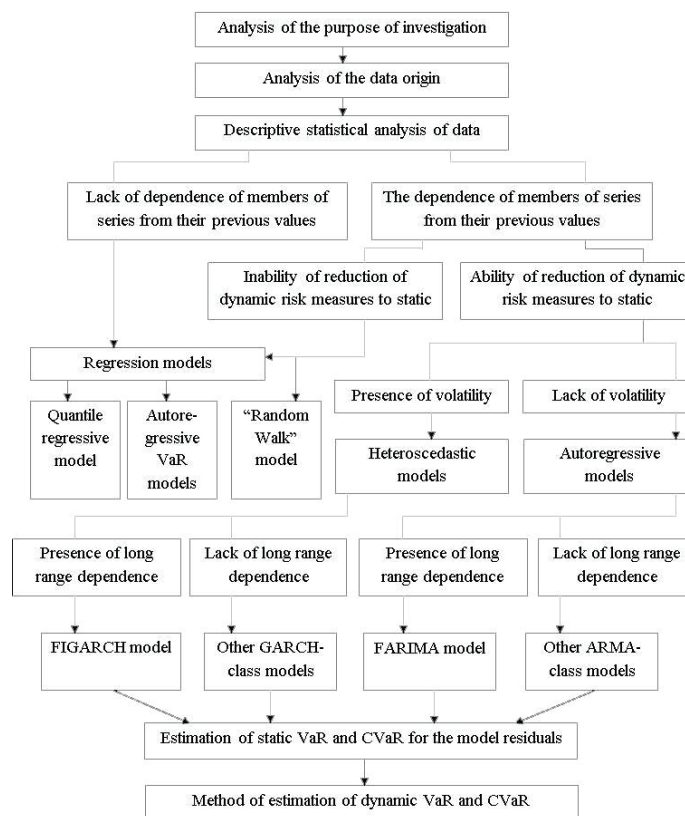 Analysis of the purpose of investigation
Analysis of the data origin
Descriptive statistical analysis of data
Lack of dependence of members of
series from their previous values
The dependence of members of series
from their previous values
Inability of reduction of
dynamic risk measures to static
Ability of reduction of dynamic
risk measures to static
Regression models
Presence of volatility
Lack of volatility
Quantile
regressive
model
Autore-
gressive
VaR
models
“Random
Walk”
model
Heteroscedastic
models
Autoregressive
models
Presence of long
range dependence
Lack of long range
dependence
Presence of long
range dependence
Lack of long range
dependence
FIGARCH model
Other GARCH-
class models
FARIMA model
Other ARMA-
class models
Estimation of static VaR and CVaR for the model residuals
Method of estimation of dynamic VaR and CVaR